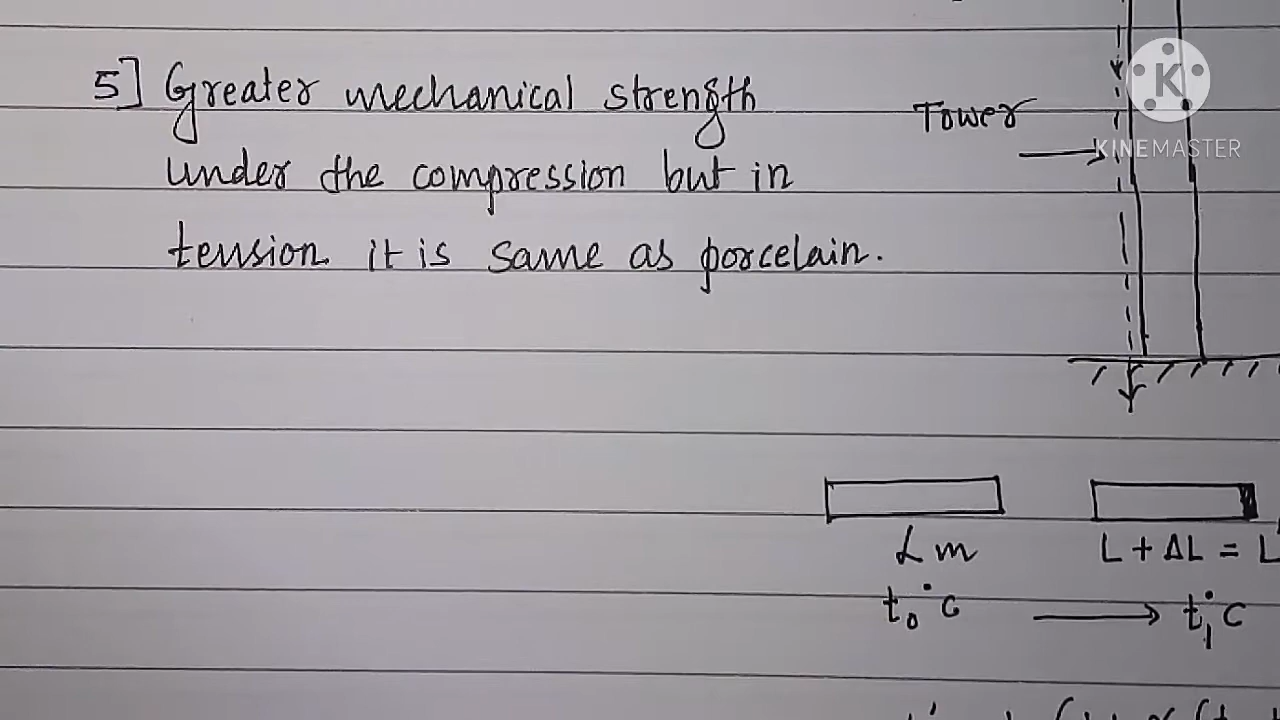 5] Greater mechanical strength
under the compression but in
tension it is same as porcelain.
Tower
K
KINEMASTER
L m
L + ΔL = L
t₀°C
t₁°C